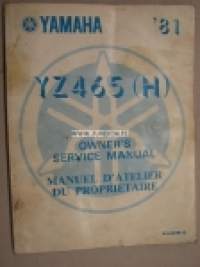 YAMAHA '81
YZ465 (H)
OWNER'S
SERVICE MANUAL
MANUEL D'ATELIER
DU PROPRIETAIRE